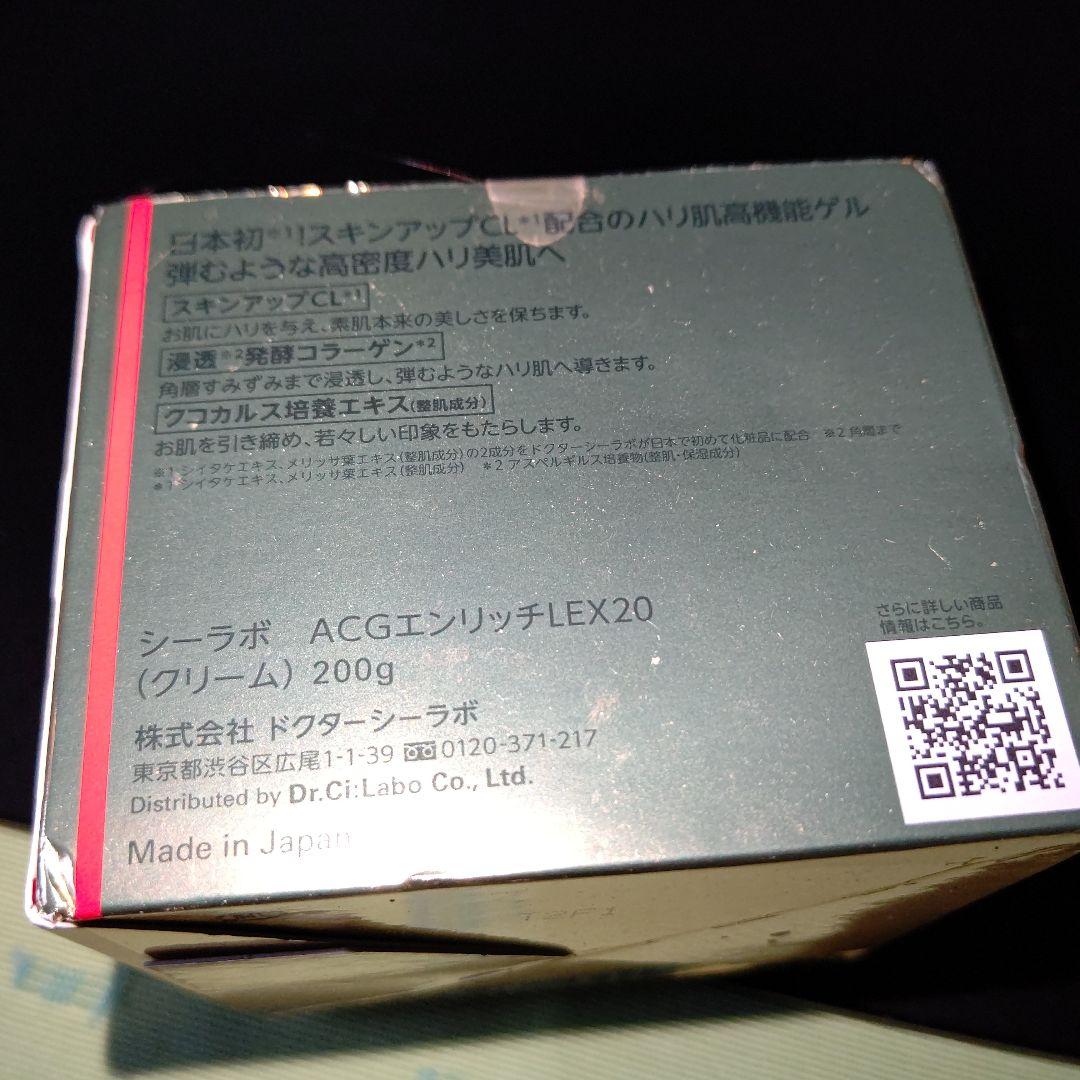 日本初※1!スキンアップCL*1配合のハリ肌高機能ゲル
弾むような高密度ハリ美肌へ
スキンアップCL*1
お肌にハリを与え、素肌本来の美しさを保ちます。
浸透※2発酵コラーゲン*2
角層すみずみまで浸透し、弾むようなハリ肌へ導きます。
クコカルス培養エキス(整肌成分)
お肌を引き締め、若々しい印象をもたらします。
※1 シイタケエキス、メリッサ葉エキス(整肌成分)の2成分をドクターシーラボが日本で初めて化粧品に配合 ※2 角層まで
*1 シイタケエキス、メリッサ葉エキス(整肌成分) *2 アスペルギルス培養物(整肌・保湿成分)
シーラボ ACGエンリッチLEX20
(クリーム) 200g
株式会社 ドクターシーラボ
東京都渋谷区広尾1-1-39 0120-371-217
Distributed by Dr.Ci:Labo Co., Ltd.
Made in Japan
さらに詳しい商品
情報はこちら。